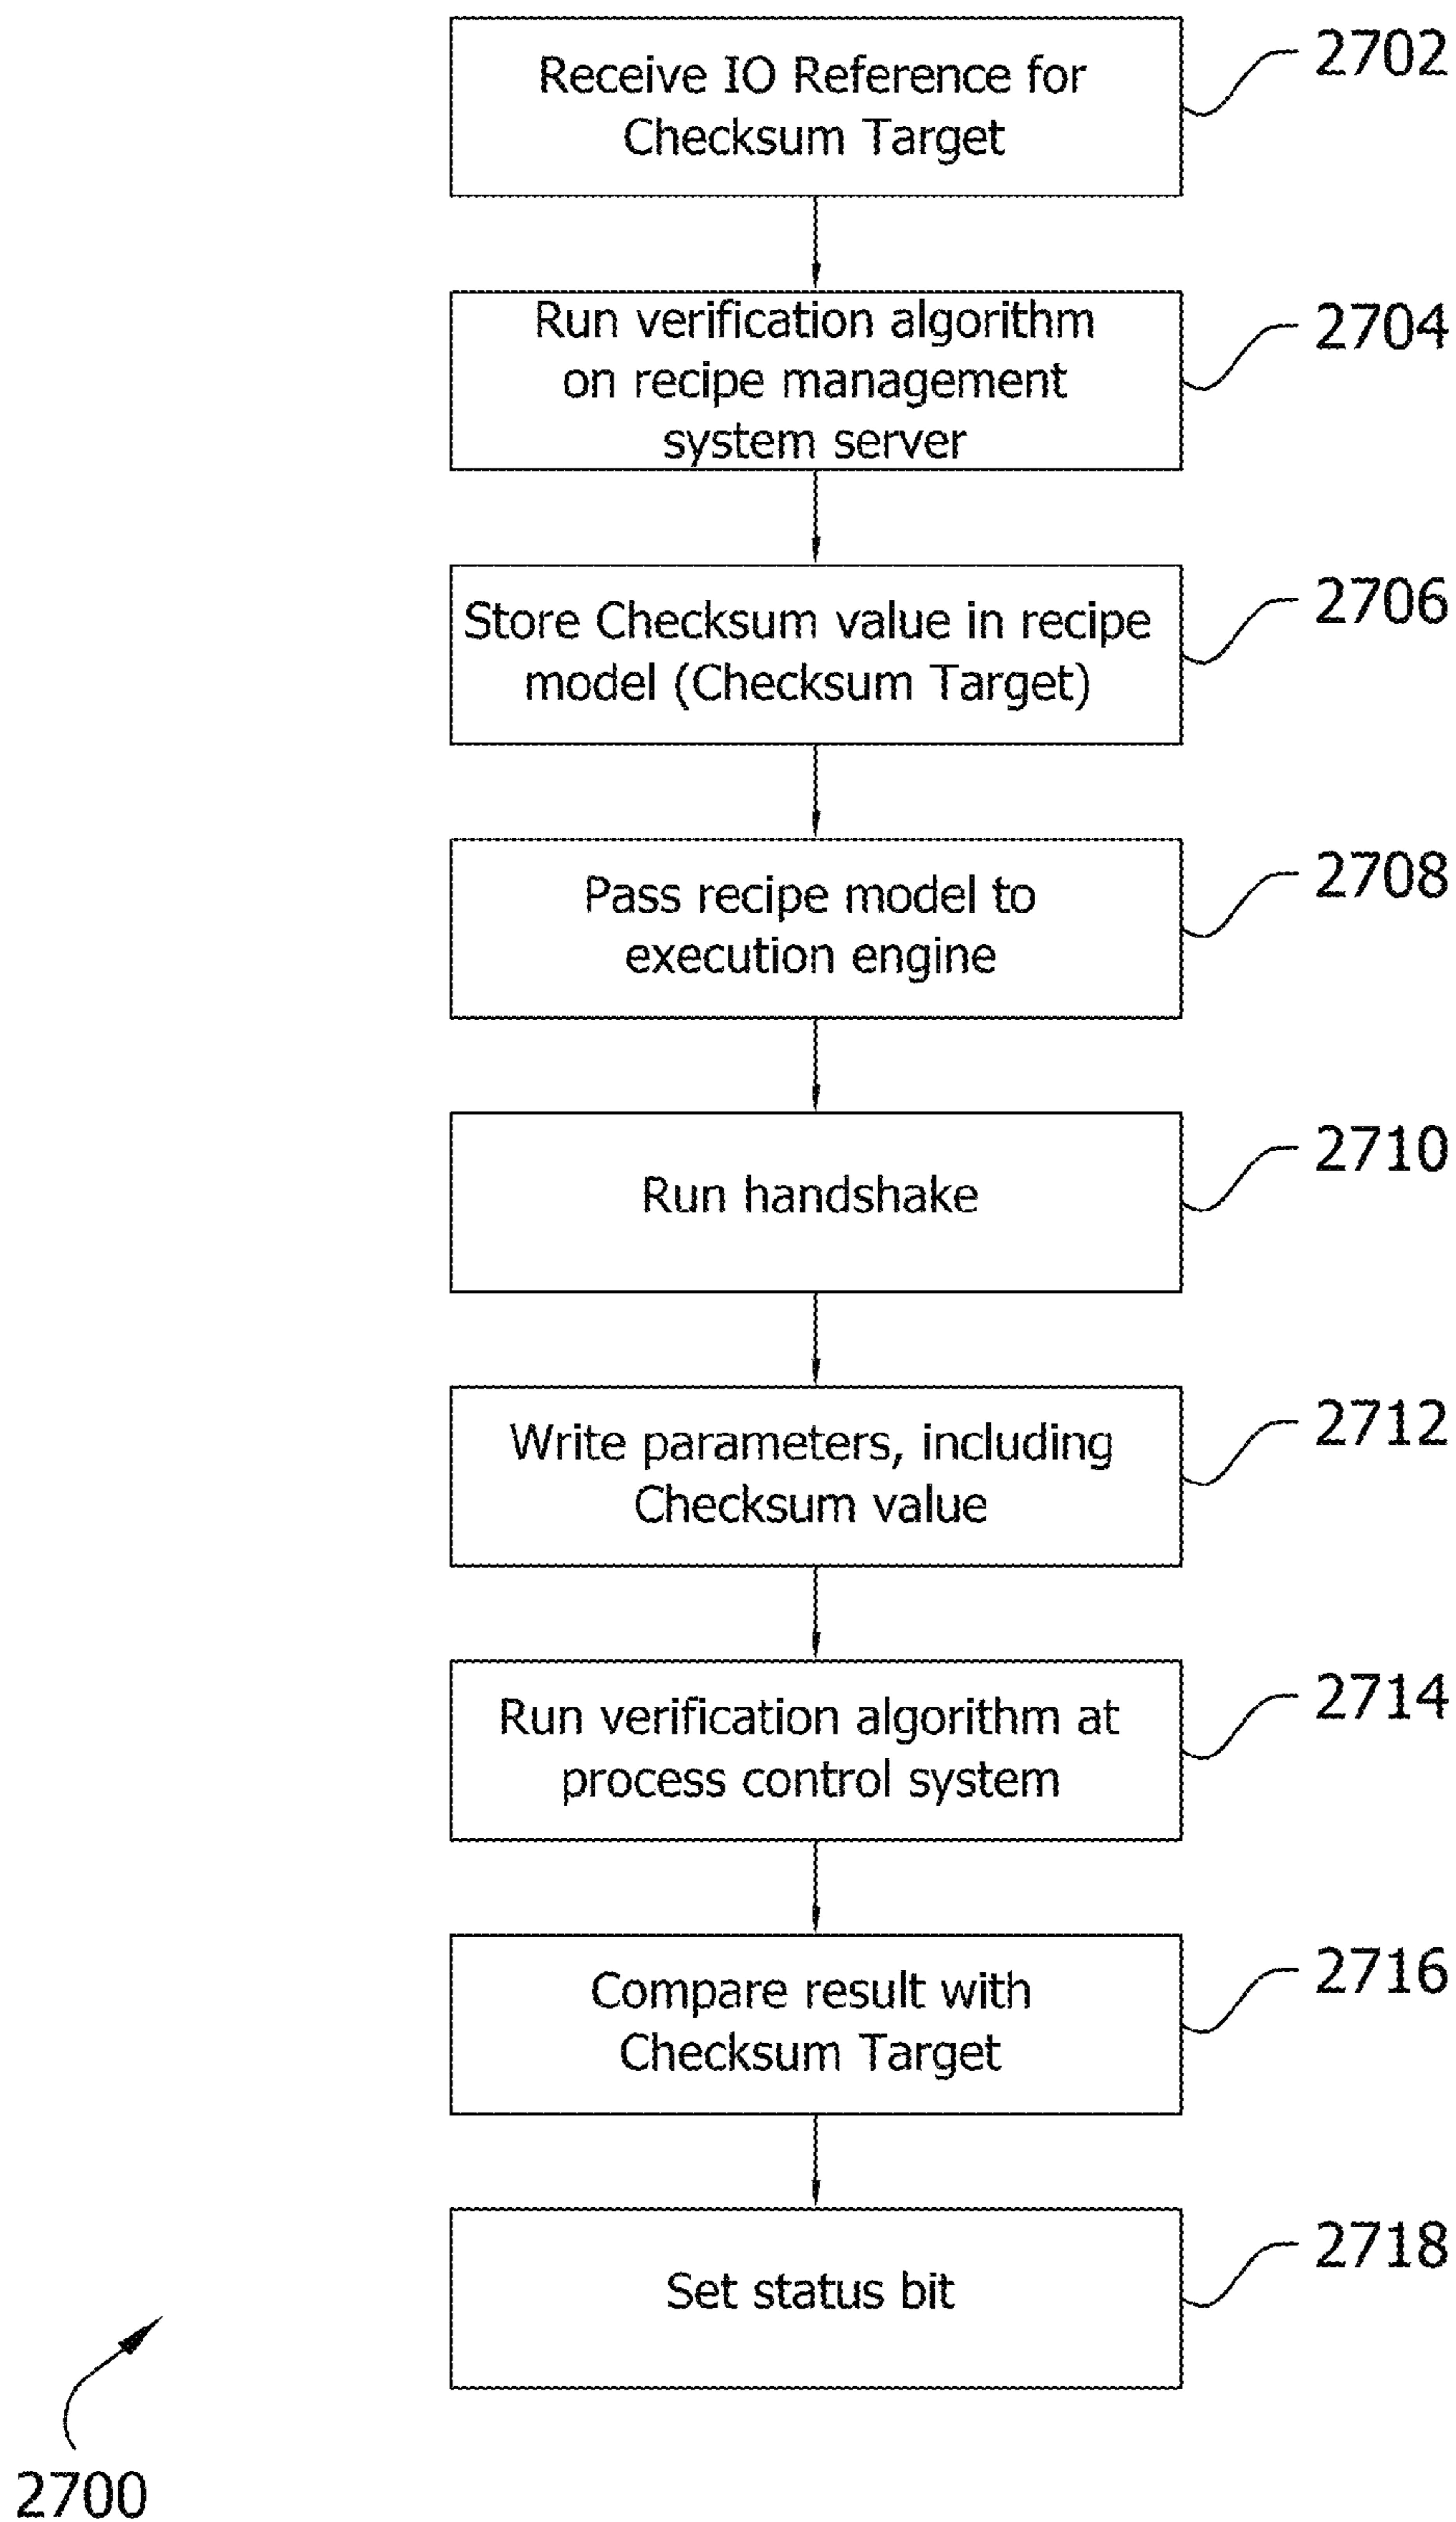 Receive IO Reference for
Checksum Target
2702
Run verification algorithm
on recipe management
system server
2704
Store Checksum value in recipe
model (Checksum Target)
2706
Pass recipe model to
execution engine
2708
Run handshake
2710
Write parameters, including
Checksum value
2712
Run verification algorithm at
process control system
2714
Compare result with
Checksum Target
2716
Set status bit
2718
2700